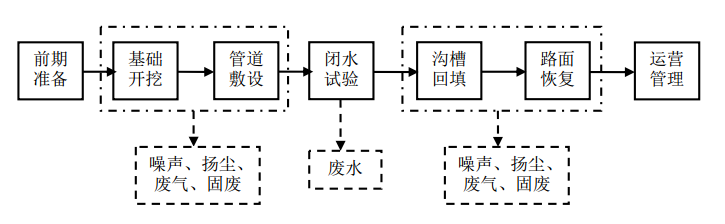 前期
准备
基础
开挖
管道
敷设
闭水
试验
沟槽
回填
路面
恢复
运营
管理
噪声、扬尘、
废气、固废
废水
噪声、扬尘、
废气、固废